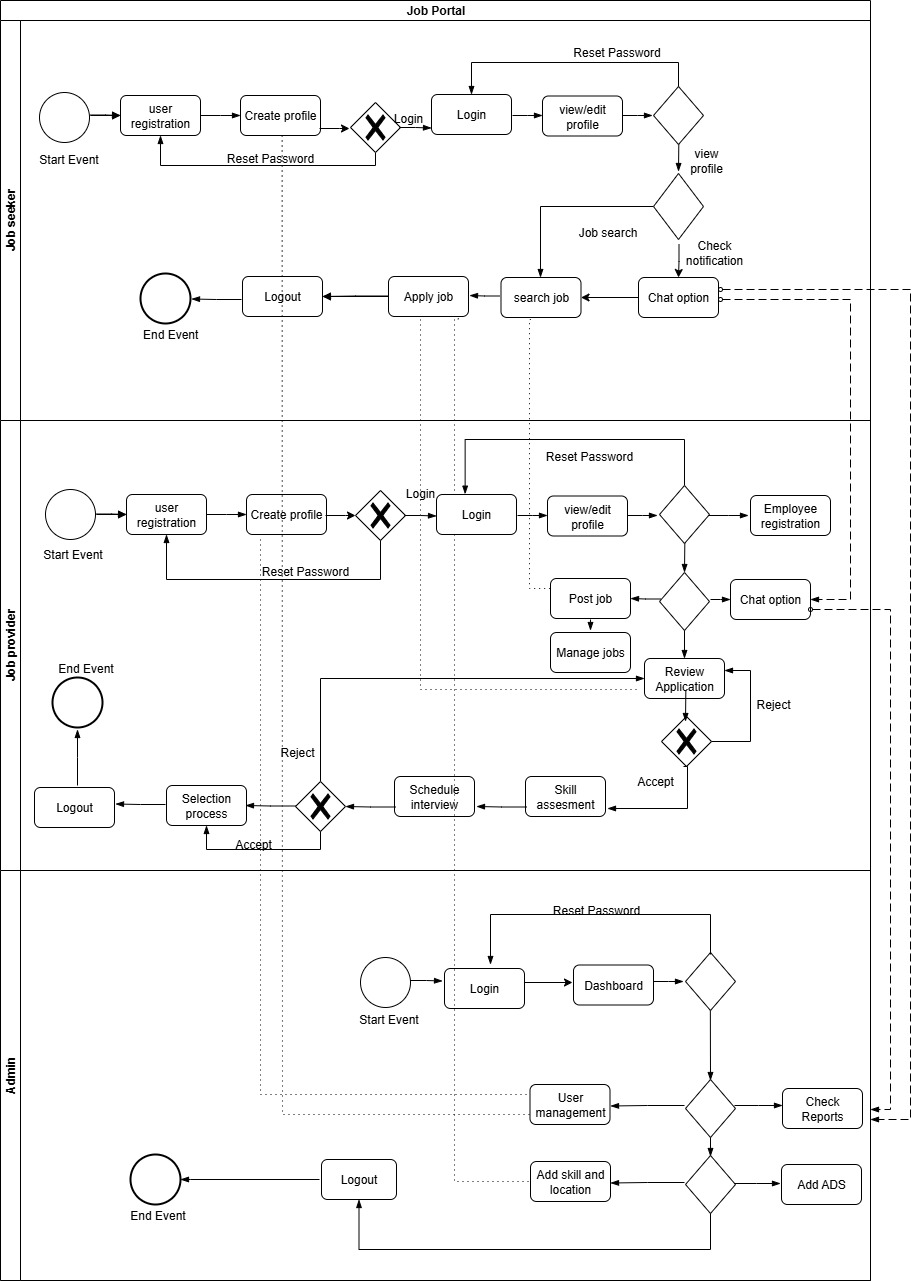 Job Portal
Job seeker
Reset Password
Start Event
user
registration
Create profile
Login
Login
view/edit
profile
Reset Password
view
profile
Job search
Check
notification
End Event
Logout
Apply job
search job
Chat option
Job provider
Reset Password
Start Event
user
registration
Create profile
Login
Login
view/edit
profile
Employee
registration
Reset Password
Post job
Chat option
Manage jobs
End Event
Review
Application
Reject
Reject
Accept
Logout
Selection
process
Schedule
interview
Skill
assesment
Accept
Admin
Reset Password
Start Event
Login
Dashboard
User
management
Check
Reports
End Event
Logout
Add skill and
location
Add ADS